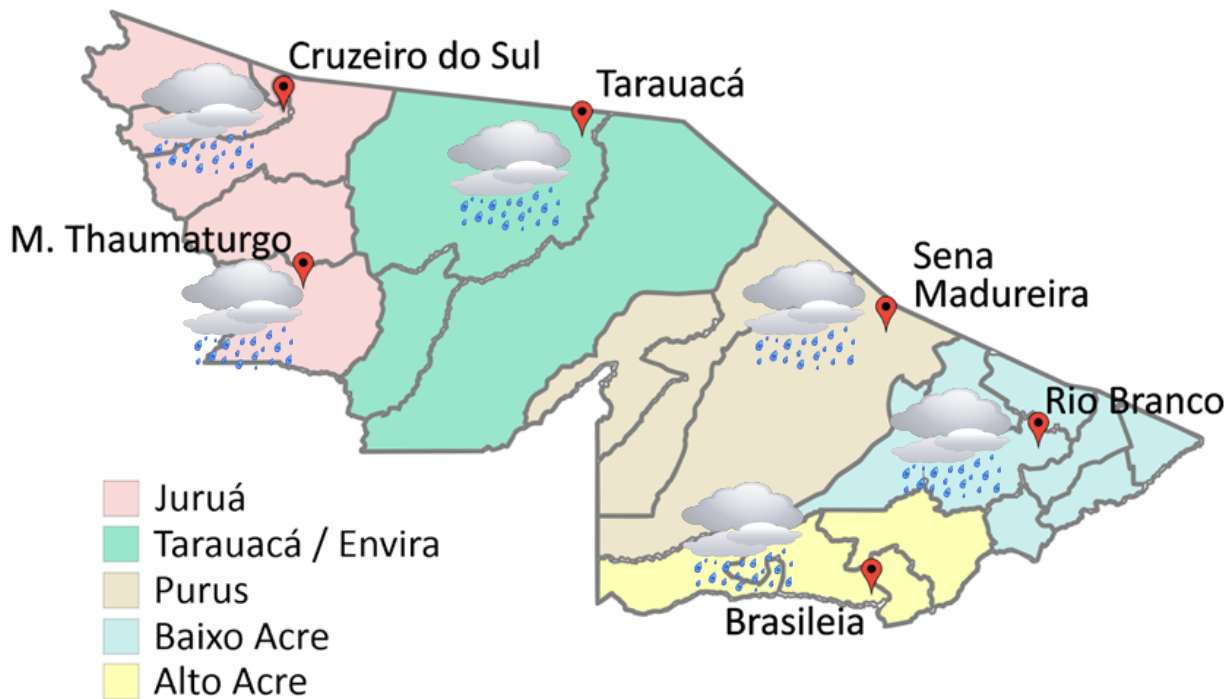 Cruzeiro do Sul
Tarauacá
M. Thaumaturgo
Sena
Madureira
Rio Branco
Brasileia
Juruá
Tarauacá / Envira
Purus
Baixo Acre
Alto Acre